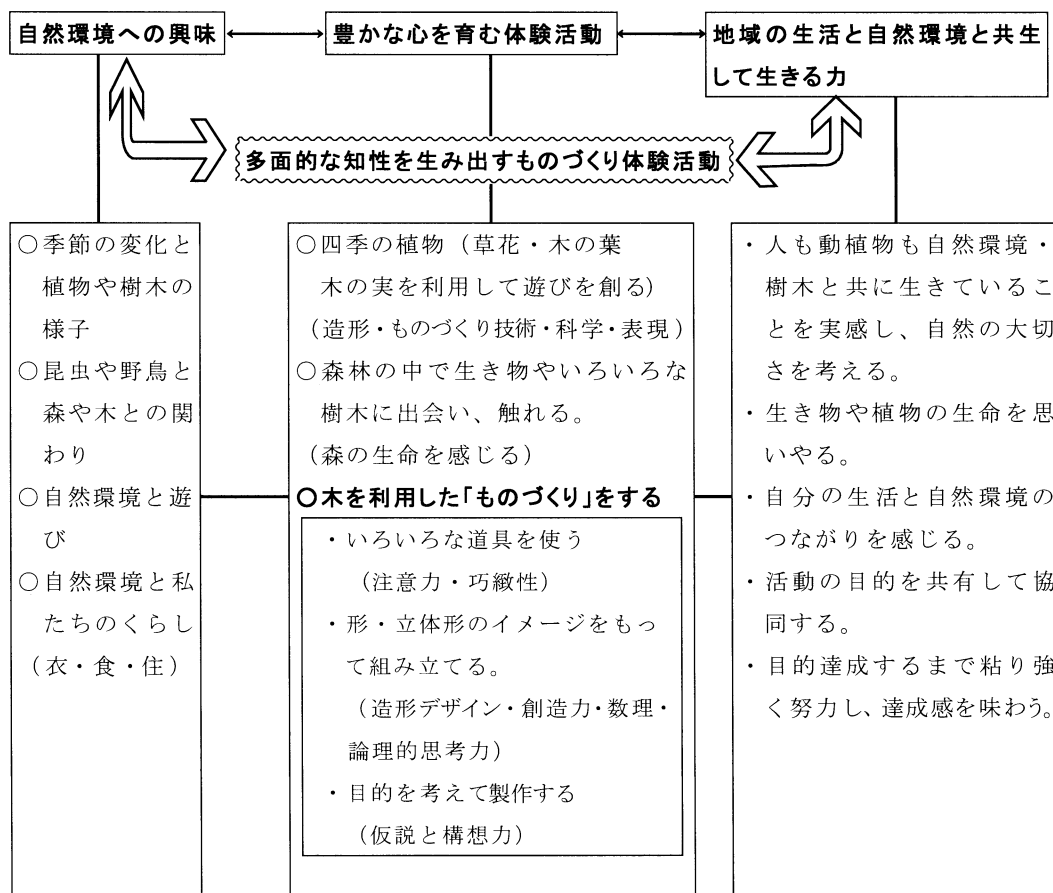 自然環境への興味
豊かな心を育む体験活動
地域の生活と自然環境と共生
して生きる力
多面的な知性を生み出すものづくり体験活動
○季節の変化と
植物や樹木の
様子
○昆虫や野鳥と
森や木との関
わり
○自然環境と遊
び
○自然環境と私
たちのくらし
(衣・食・住)
○四季の植物(草花・木の葉
木の実を利用して遊びを創る)
(造形・ものづくり技術・科学・表現)
○森林の中で生き物やいろいろな
樹木に出会い、触れる。
(森の生命を感じる)
○木を利用した「ものづくり」をする
・いろいろな道具を使う
(注意力・巧緻性)
・形・立体形のイメージをもっ
て組み立てる。
(造形デザイン・創造力・数理・
論理的思考力)
・目的を考えて製作する
(仮説と構想力)
・人も動植物も自然環境・
樹木と共に生きているこ
とを実感し、自然の大切
さを考える。
・生き物や植物の生命を思
いやる。
・自分の生活と自然環境の
つながりを感じる。
・活動の目的を共有して協
同する。
・目的達成するまで粘り強
く努力し、達成感を味わう。